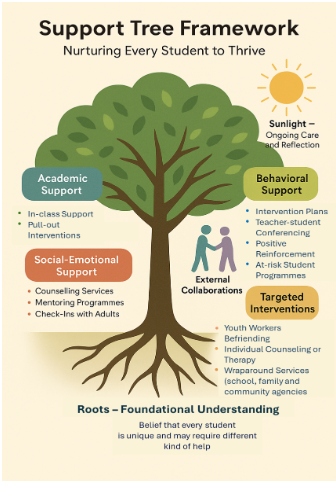 Support Tree Framework
Nurturing Every Student to Thrive
Sunlight –
Ongoing Care
and Reflection
Academic
Support
• In-class Support
• Pull-out
Interventions
Social-Emotional
Support
• Counselling Services
• Mentoring Programmes
• Check-Ins with Adults
Behavioral
Support
• Intervention Plans
• Teacher-student
Conferencing
• Positive
Reinforcement
• At-risk Student
Programmes
External
Collaborations
Targeted
Interventions
• Youth Workers
Befriending
• Individual Counseling or
Therapy
• Wraparound Services
(school, family and
community agencies
Roots – Foundational Understanding
Belief that every student
is unique and may require different
kind of help